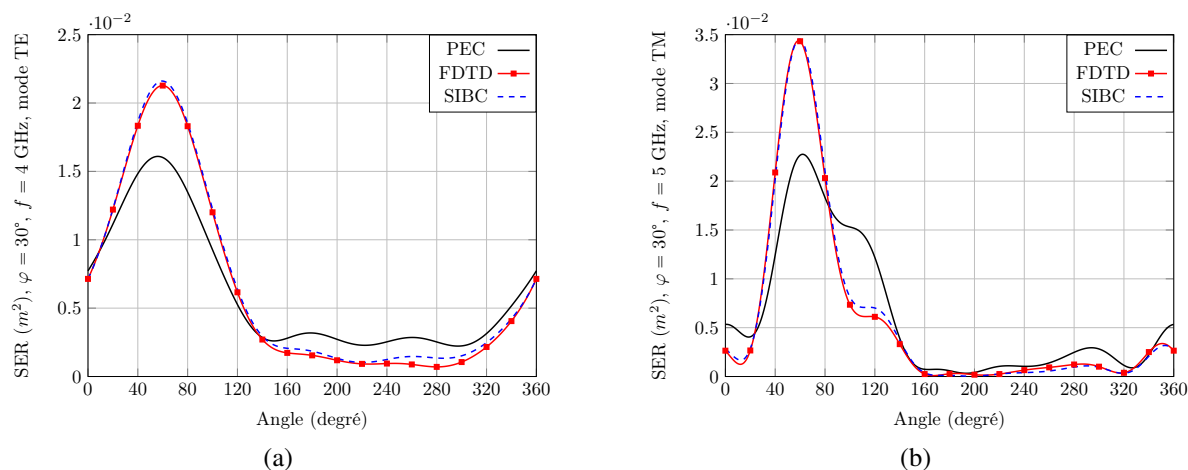 ·10⁻²
2.5
2
1.5
1
0.5
0
0 40 80 120 160 200 240 280 320 360
Angle (degré)
SER (m²), φ = 30°, f = 4 GHz, mode TE
PEC
FDTD
SIBC
(a)
·10⁻²
3.5
3
2.5
2
1.5
1
0.5
0
0 40 80 120 160 200 240 280 320 360
Angle (degré)
SER (m²), φ = 30°, f = 5 GHz, mode TM
PEC
FDTD
SIBC
(b)